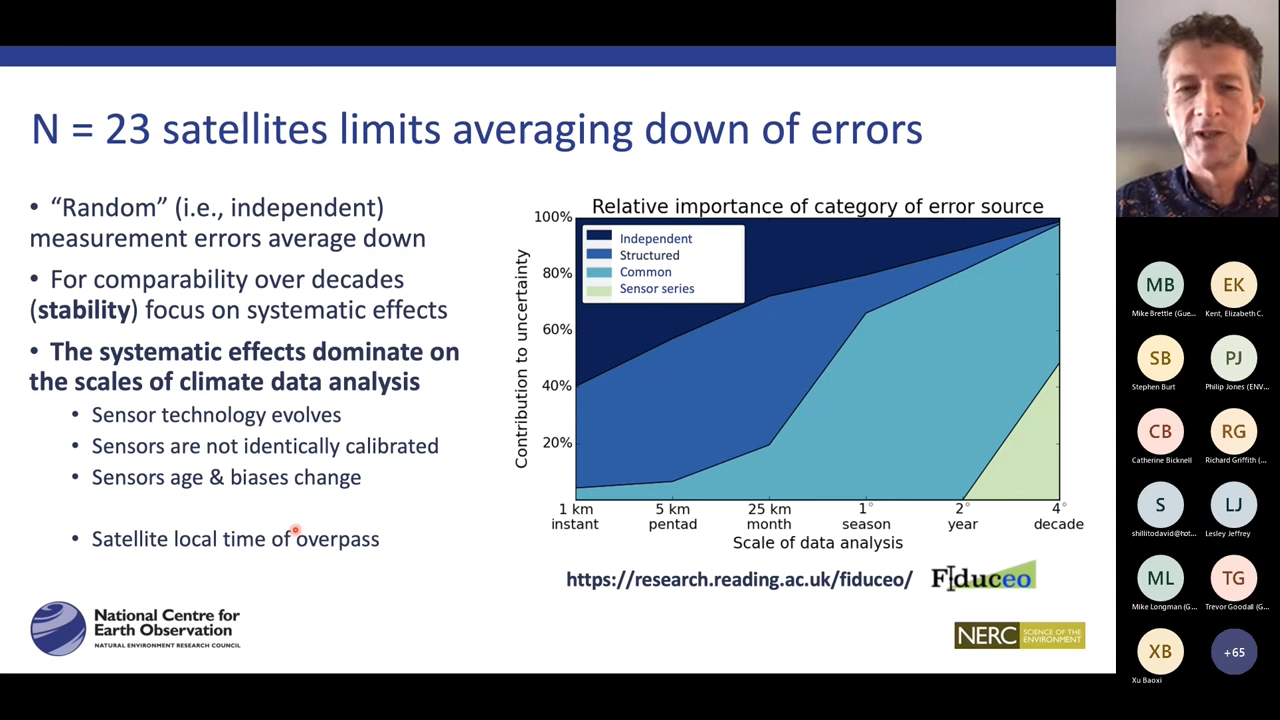 N = 23 satellites limits averaging down of errors
• “Random” (i.e., independent)
measurement errors average down
• For comparability over decades
(stability) focus on systematic effects
• The systematic effects dominate on
the scales of climate data analysis
• Sensor technology evolves
• Sensors are not identically calibrated
• Sensors age & biases change
• Satellite local time of overpass
Relative importance of category of error source
Contribution to uncertainty
100%
80%
60%
40%
20%
Independent
Structured
Common
Sensor series
1 km
instant
5 km
pentad
25 km
month
1°
season
2°
year
4°
decade
Scale of data analysis
https://research.reading.ac.uk/fiduceo/
Fiduceo
National Centre for
Earth Observation
NATURAL ENVIRONMENT RESEARCH COUNCIL
NERC SCIENCE OF THE
ENVIRONMENT
MB
Mike Brettle (Gue...
EK
Kent, Elizabeth C.
SB
Stephen Burt
PJ
Philip Jones (ENV...
CB
Catherine Bicknell
RG
Richard Griffith (...
S
shillitodavid@hot...
LJ
Lesley Jeffrey
ML
Mike Longman (G...
TG
Trevor Goodall (G...
XB
Xu Baoxi
+65